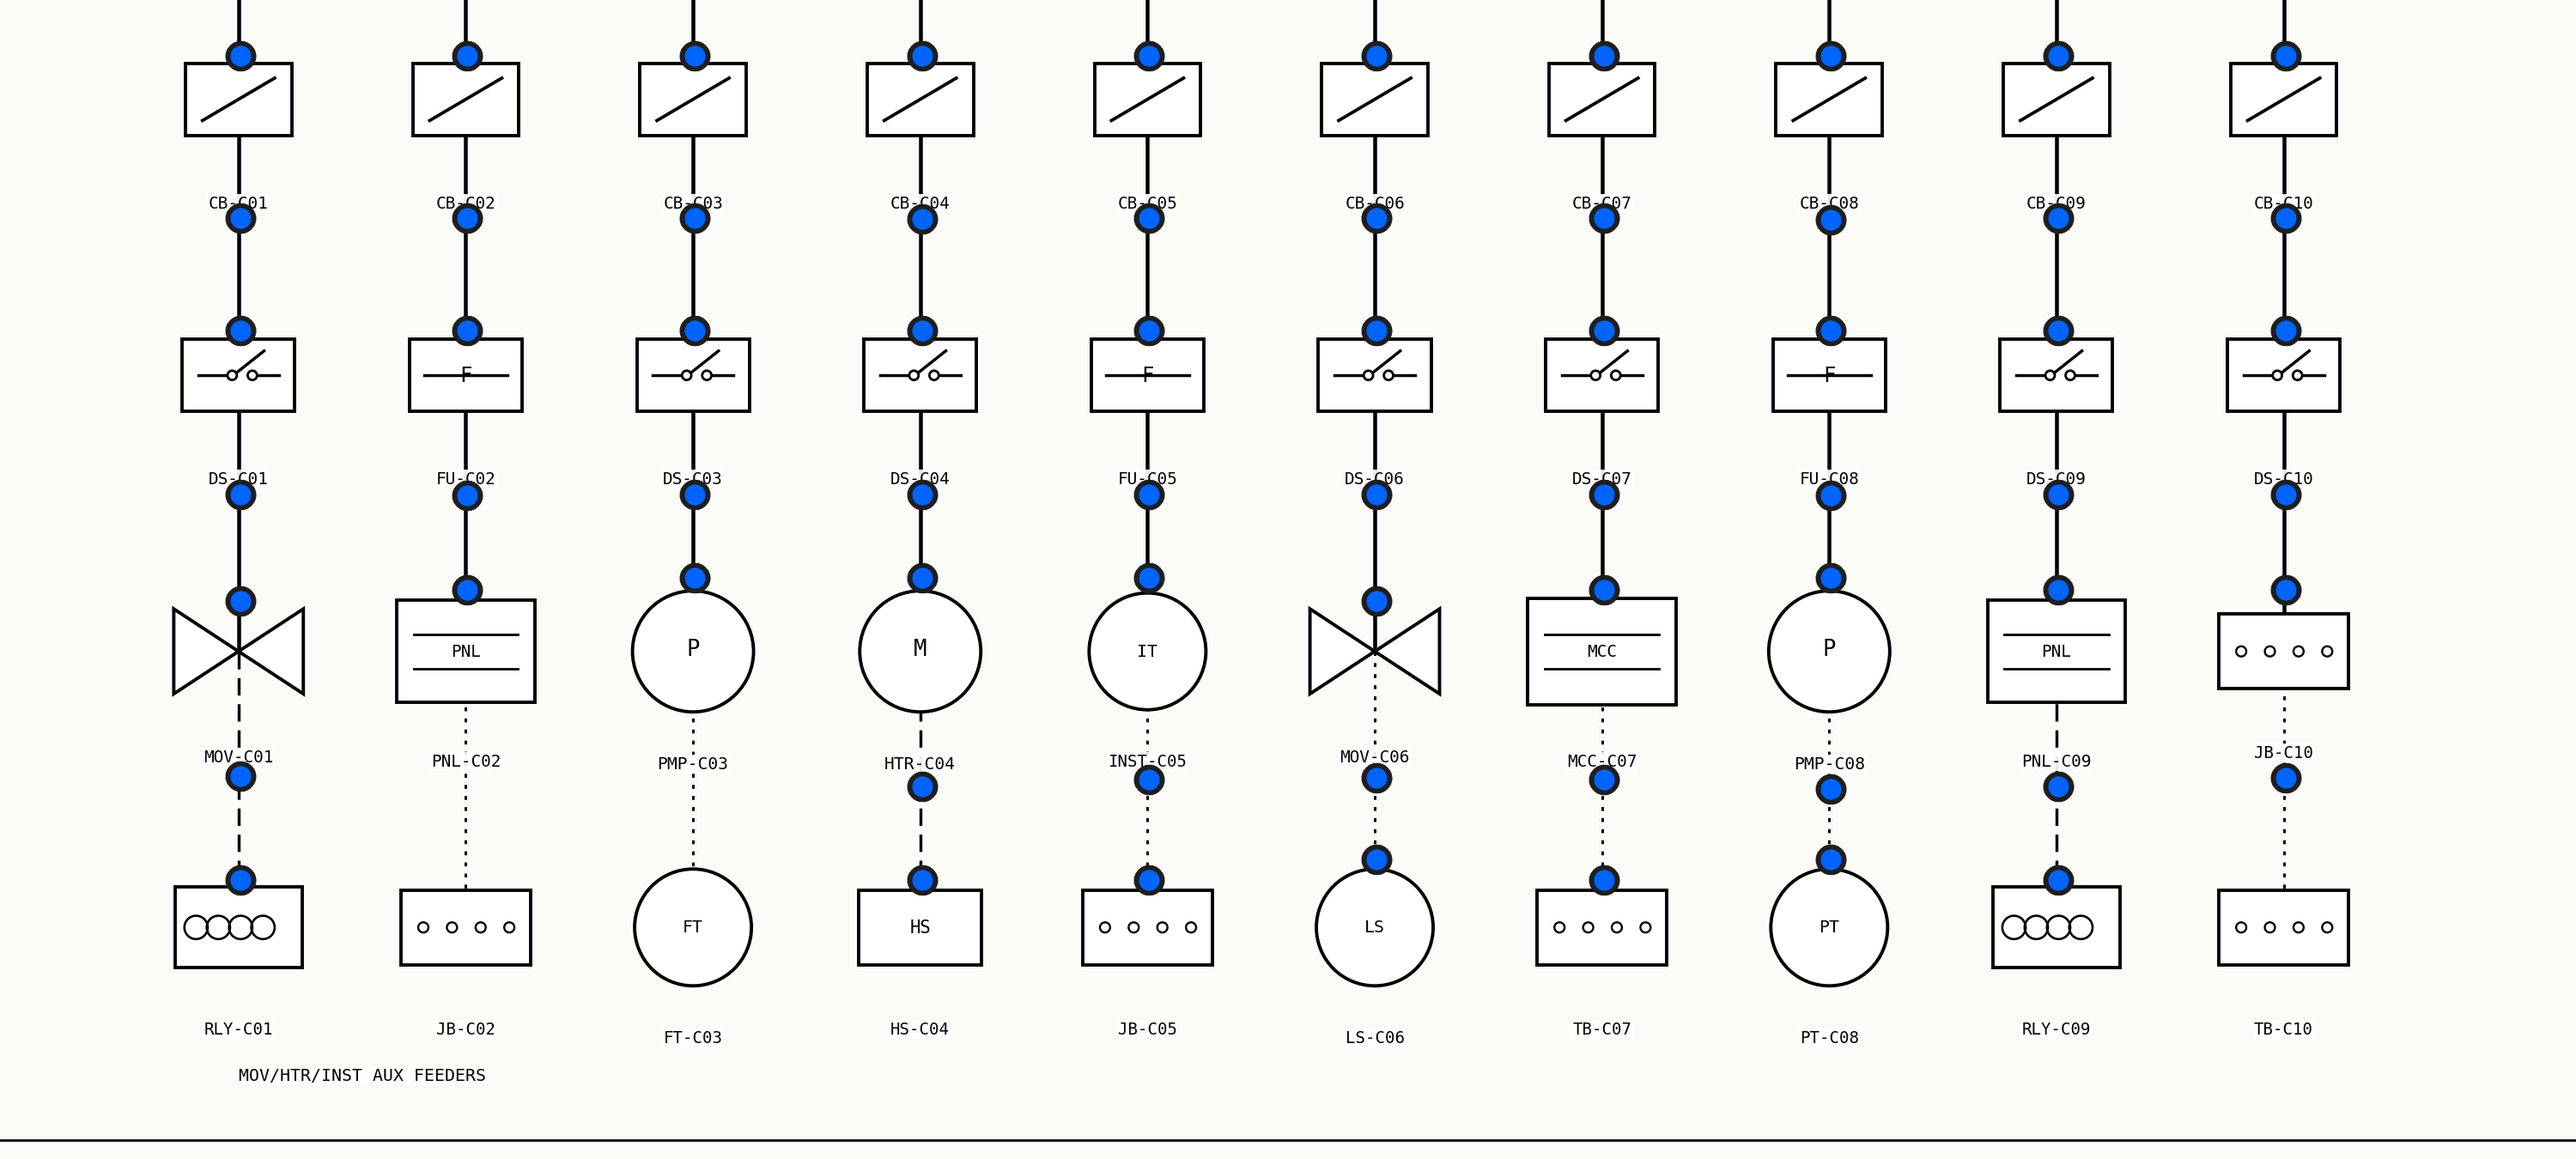 CB-C01 CB-C02 CB-C03 CB-C04 CB-C05 CB-C06 CB-C07 CB-C08 CB-C09 CB-C10
F F F
DS-C01 FU-C02 DS-C03 DS-C04 FU-C05 DS-C06 DS-C07 FU-C08 DS-C09 DS-C10
PNL P M IT MCC P PNL
MOV-C01 PNL-C02 PMP-C03 HTR-C04 INST-C05 MOV-C06 MCC-C07 PMP-C08 PNL-C09 JB-C10
FT HS LS PT
RLY-C01 JB-C02 FT-C03 HS-C04 JB-C05 LS-C06 TB-C07 PT-C08 RLY-C09 TB-C10
MOV/HTR/INST AUX FEEDERS